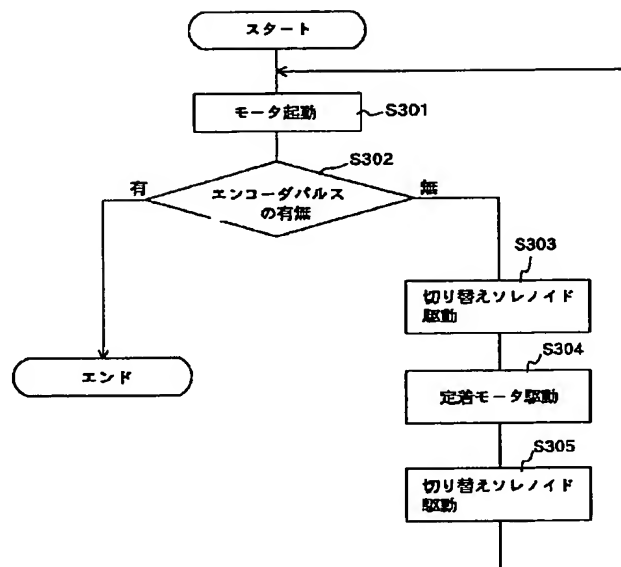 スタート
モータ起動
S301
S302
有
エンコーダパルス
の有無
無
S303
切り替えソレノイド
駆動
エンド
S304
定着モータ駆動
S305
切り替えソレノイド
駆動